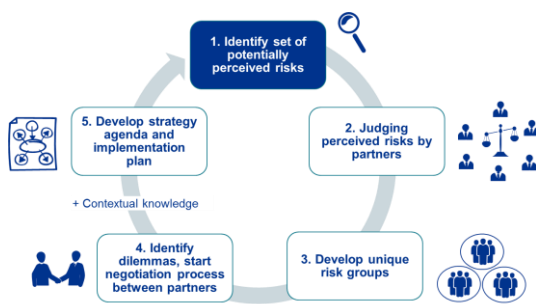 1. Identify set of
potentially
perceived risks
2. Judging
perceived risks by
partners
3. Develop unique
risk groups
4. Identify
dilemmas, start
negotiation process
between partners
+ Contextual knowledge
5. Develop strategy
agenda and
implementation
plan